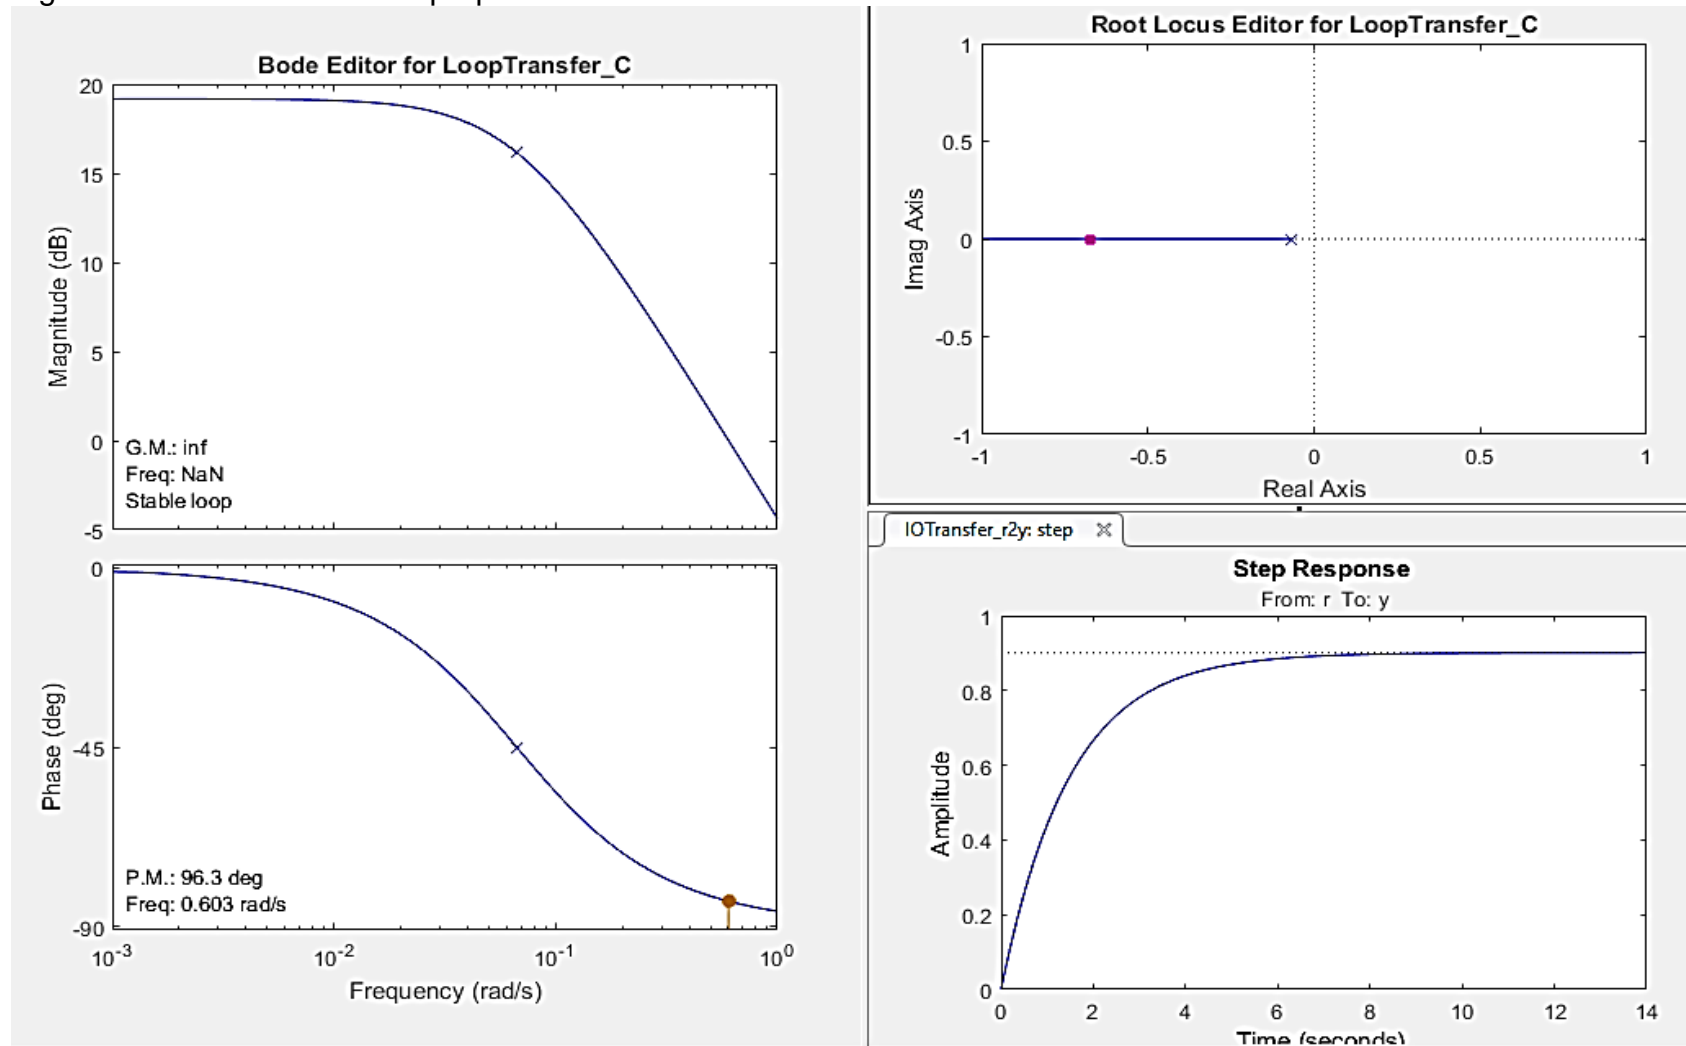 Bode Editor for LoopTransfer_C
20
15
10
5
0
-5
Magnitude (dB)
G.M.: inf
Freq: NaN
Stable loop
0
-45
-90
Phase (deg)
P.M.: 96.3 deg
Freq: 0.603 rad/s
10^-3
10^-2
10^-1
10^0
Frequency (rad/s)
Root Locus Editor for LoopTransfer_C
1
0.5
0
-0.5
-1
Imag Axis
-1
-0.5
0
0.5
1
Real Axis
IOTransfer_r2y: step
Step Response
From: r To: y
1
0.8
0.6
0.4
0.2
0
Amplitude
0
2
4
6
8
10
12
14
Time (seconds)